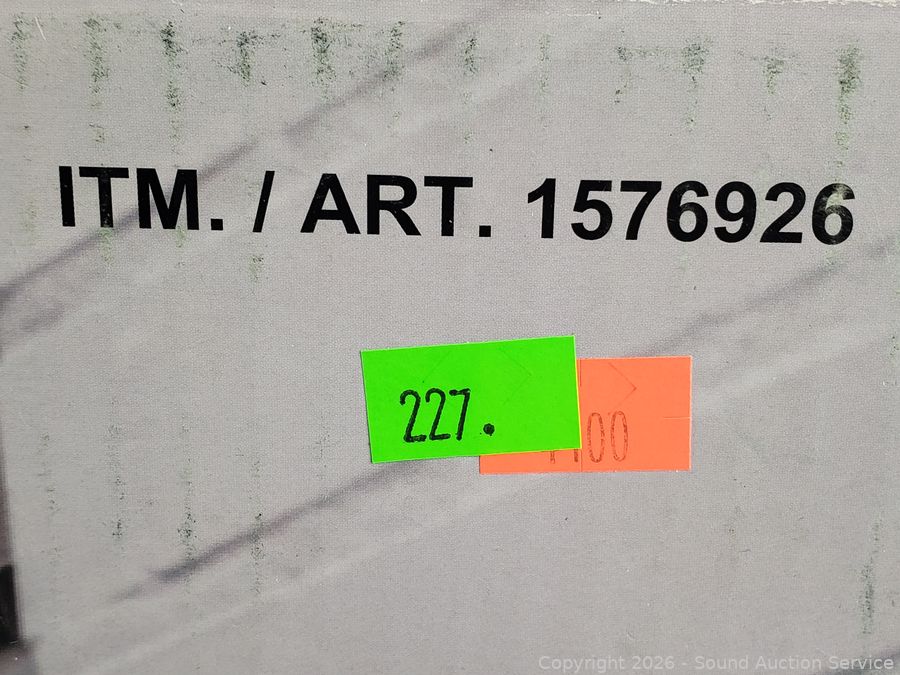 ITM. / ART. 1576926
227.
Copyright 2026 - Sound Auction Service